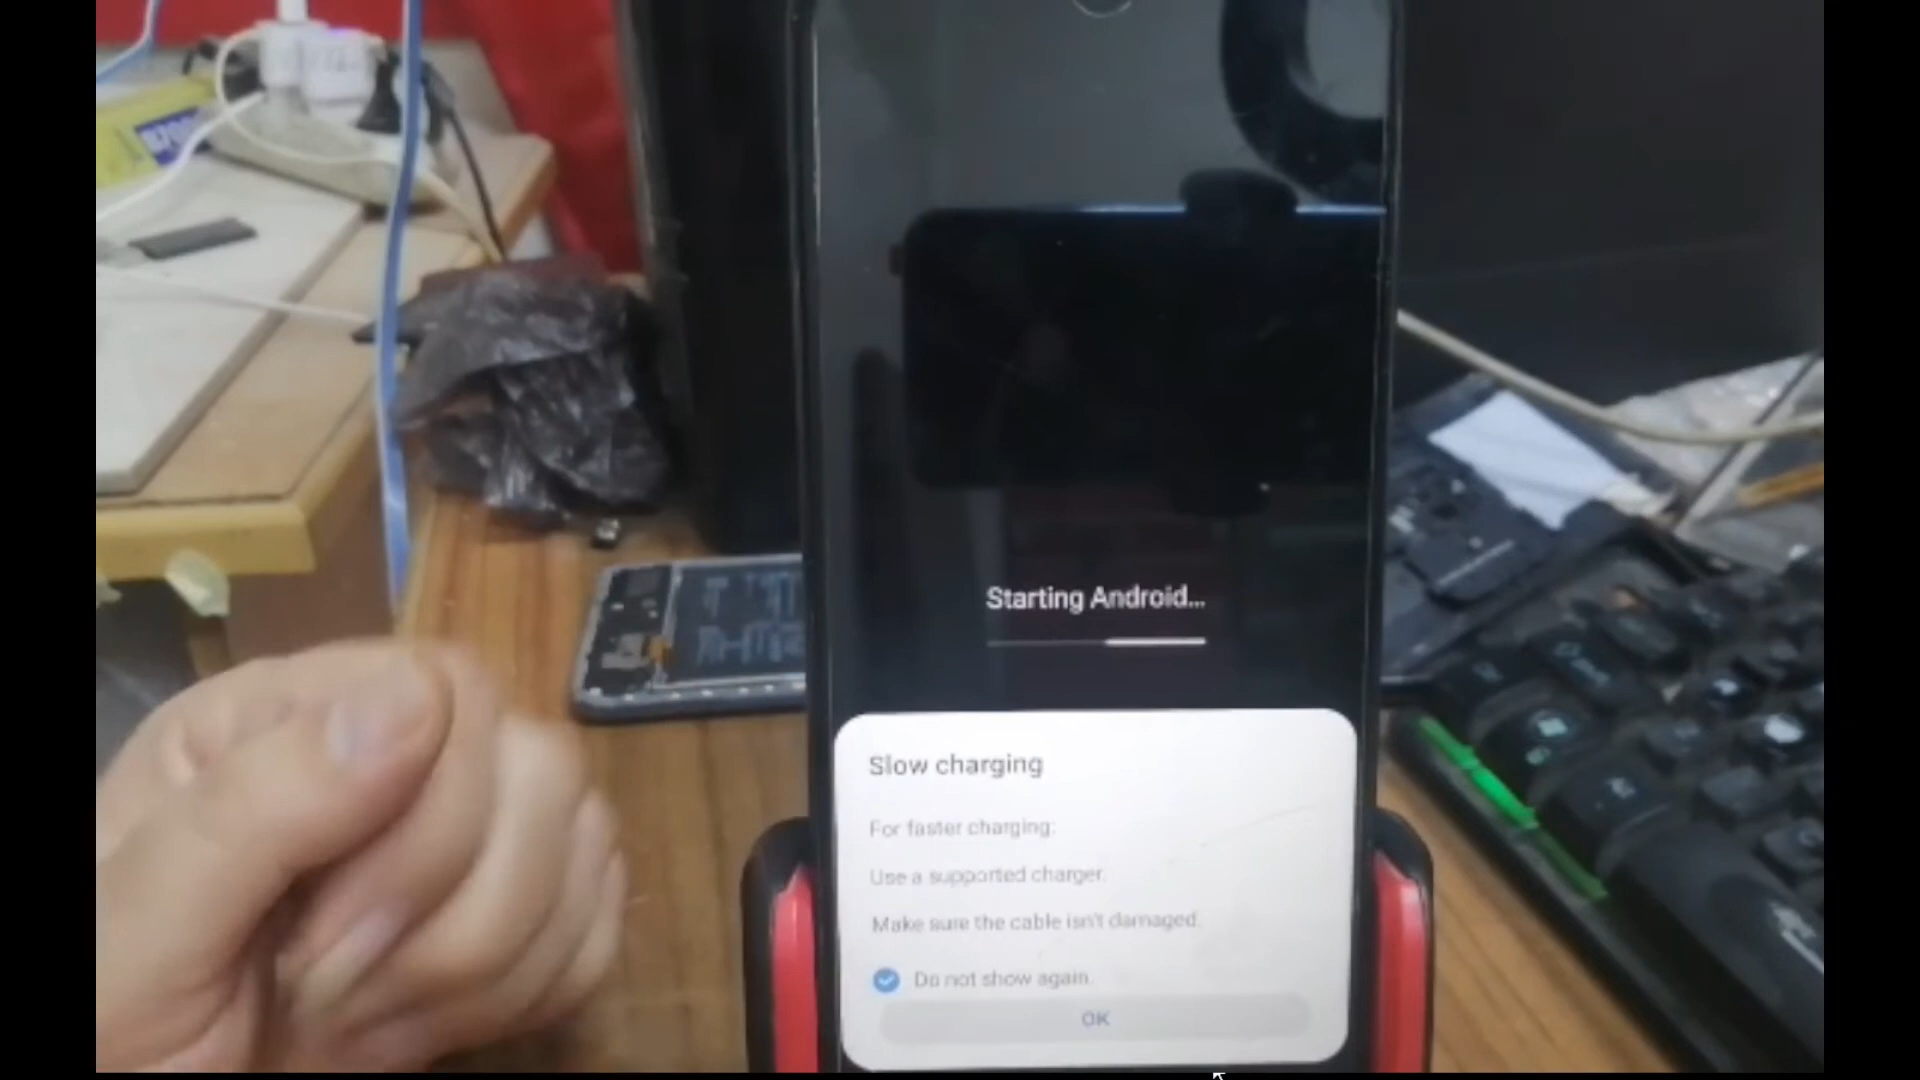 Starting Android...
Slow charging
For faster charging:
Use a supported charger.
Make sure the cable isn't damaged.
Do not show again.
OK